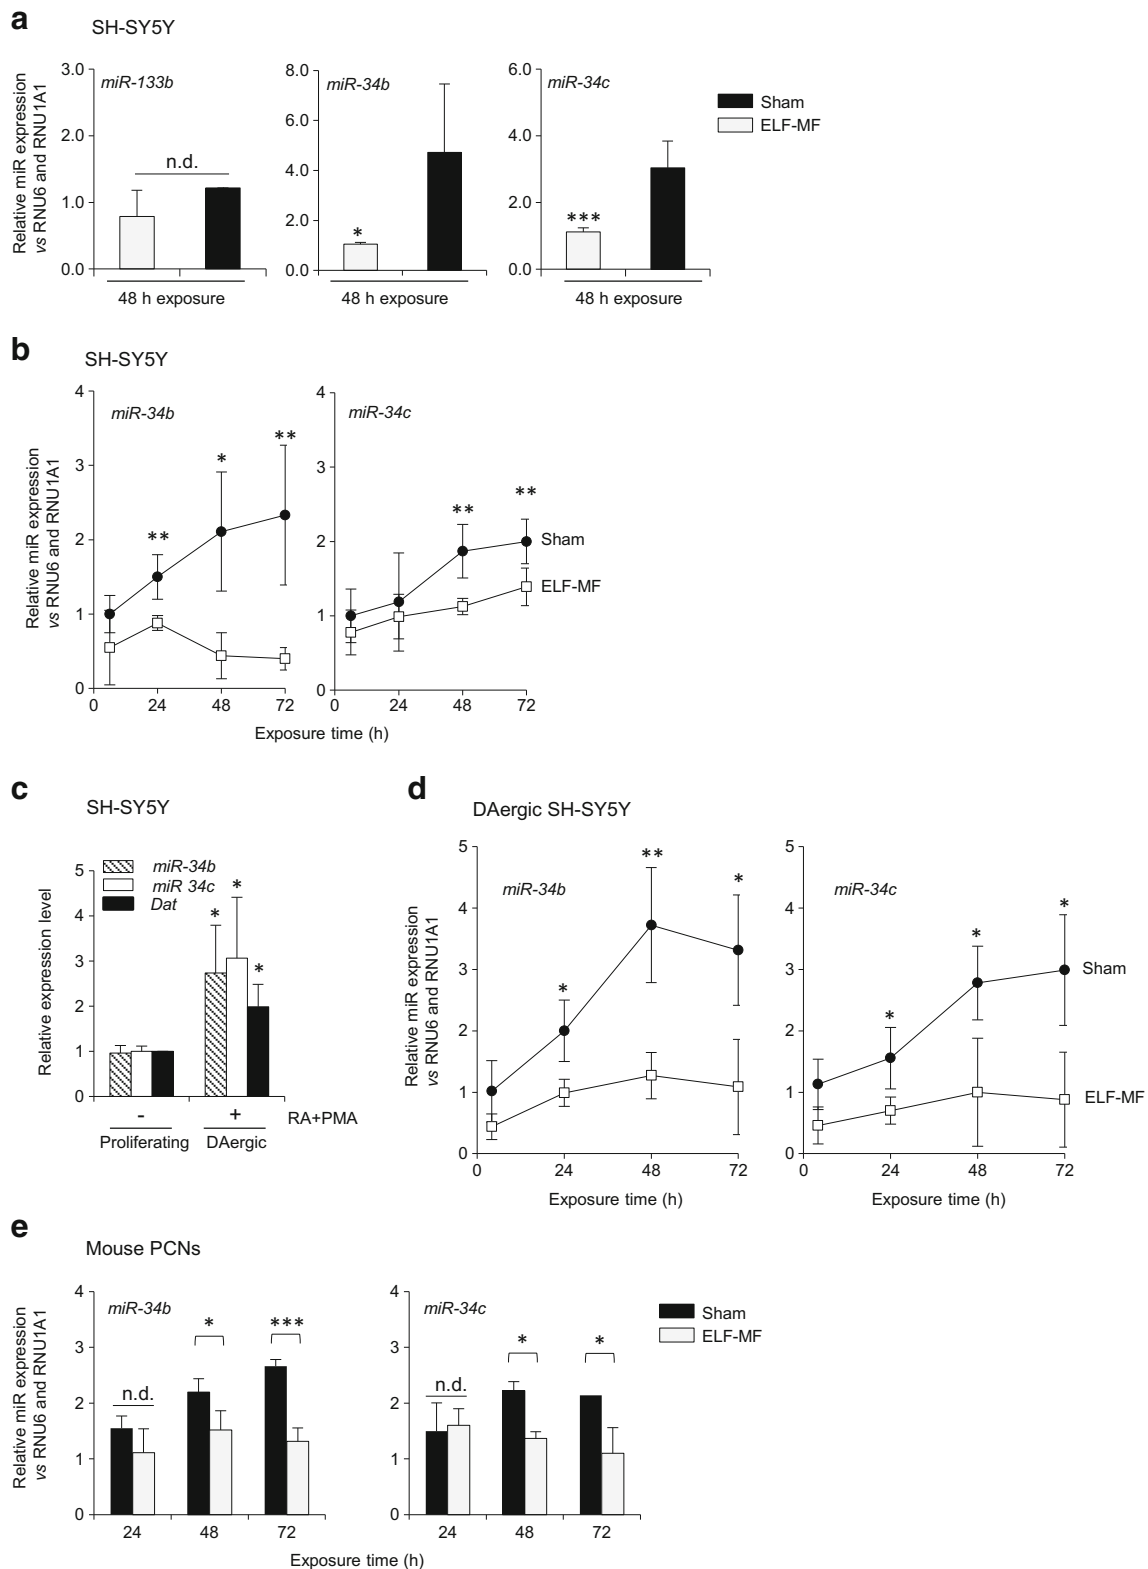 a
SH-SY5Y
Relative miR expression
vs RNU6 and RNU1A1
3.0
2.0
1.0
0.0
miR-133b
n.d.
48 h exposure
8.0
6.0
4.0
2.0
0.0
miR-34b
*
48 h exposure
6.0
4.0
2.0
0.0
miR-34c
***
48 h exposure
Sham
ELF-MF
b
SH-SY5Y
Relative miR expression
vs RNU6 and RNU1A1
4
3
2
1
0
miR-34b
**
*
**
0 24 48 72
4
3
2
1
0
miR-34c
**
**
Sham
ELF-MF
0 24 48 72
Exposure time (h)
c
SH-SY5Y
Relative expression level
5
4
3
2
1
0
miR-34b
miR 34c
Dat
*
*
*
- + RA+PMA
Proliferating DAergic
d
DAergic SH-SY5Y
Relative miR expression
vs RNU6 and RNU1A1
5
4
3
2
1
0
miR-34b
*
**
*
0 24 48 72
Exposure time (h)
5
4
3
2
1
0
miR-34c
*
*
*
Sham
ELF-MF
0 24 48 72
Exposure time (h)
e
Mouse PCNs
Relative miR expression
vs RNU6 and RNU1A1
4
3
2
1
0
miR-34b
n.d.
*
***
24 48 72
4
3
2
1
0
miR-34c
n.d.
*
*
24 48 72
Sham
ELF-MF
Exposure time (h)